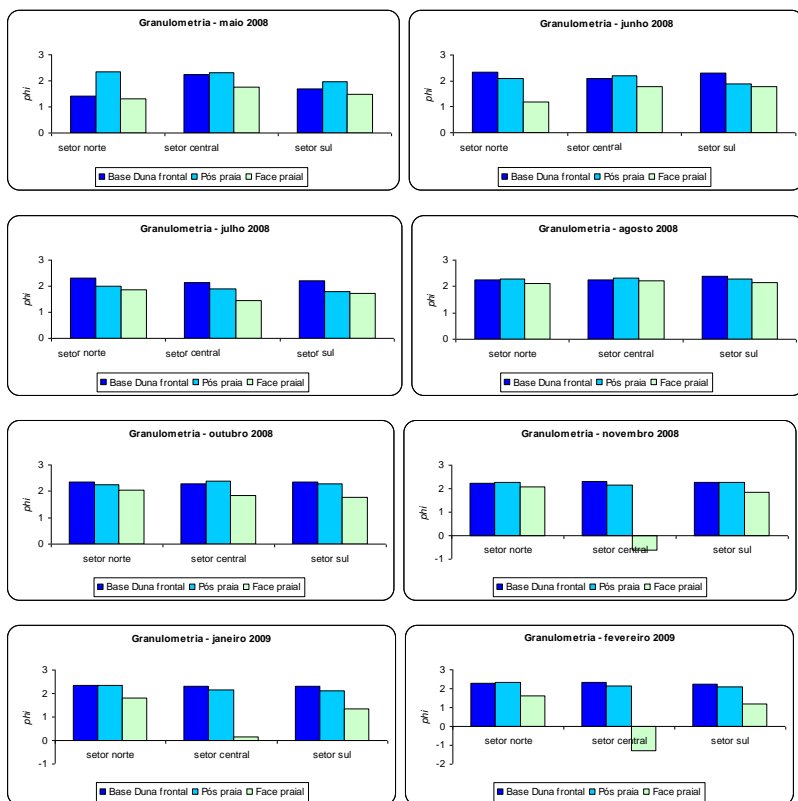 Granulometria - maio 2008
3
2
1
0
setor norte setor central setor sul
Base Duna frontal Pós praia Face praial
Granulometria - junho 2008
phi
3
2
1
0
setor norte setor central setor sul
Base Duna frontal Pós praia Face praial
Granulometria - julho 2008
phi
3
2
1
0
setor norte setor central setor sul
Base Duna frontal Pós praia Face praial
Granulometria - agosto 2008
phi
3
2
1
0
setor norte setor central setor sul
Base Duna frontal Pós praia Face praial
Granulometria - outubro 2008
phi
3
2
1
0
setor norte setor central setor sul
Base Duna frontal Pós praia Face praial
Granulometria - novembro 2008
phi
3
2
1
0
-1
setor norte setor central setor sul
Base Duna frontal Pós praia Face praial
Granulometria - janeiro 2009
phi
3
2
1
0
-1
setor norte setor central setor sul
Base Duna frontal Pós praia Face praial
Granulometria - fevereiro 2009
phi
3
2
1
0
-1
-2
setor norte setor central setor sul
Base Duna frontal Pós praia Face praial